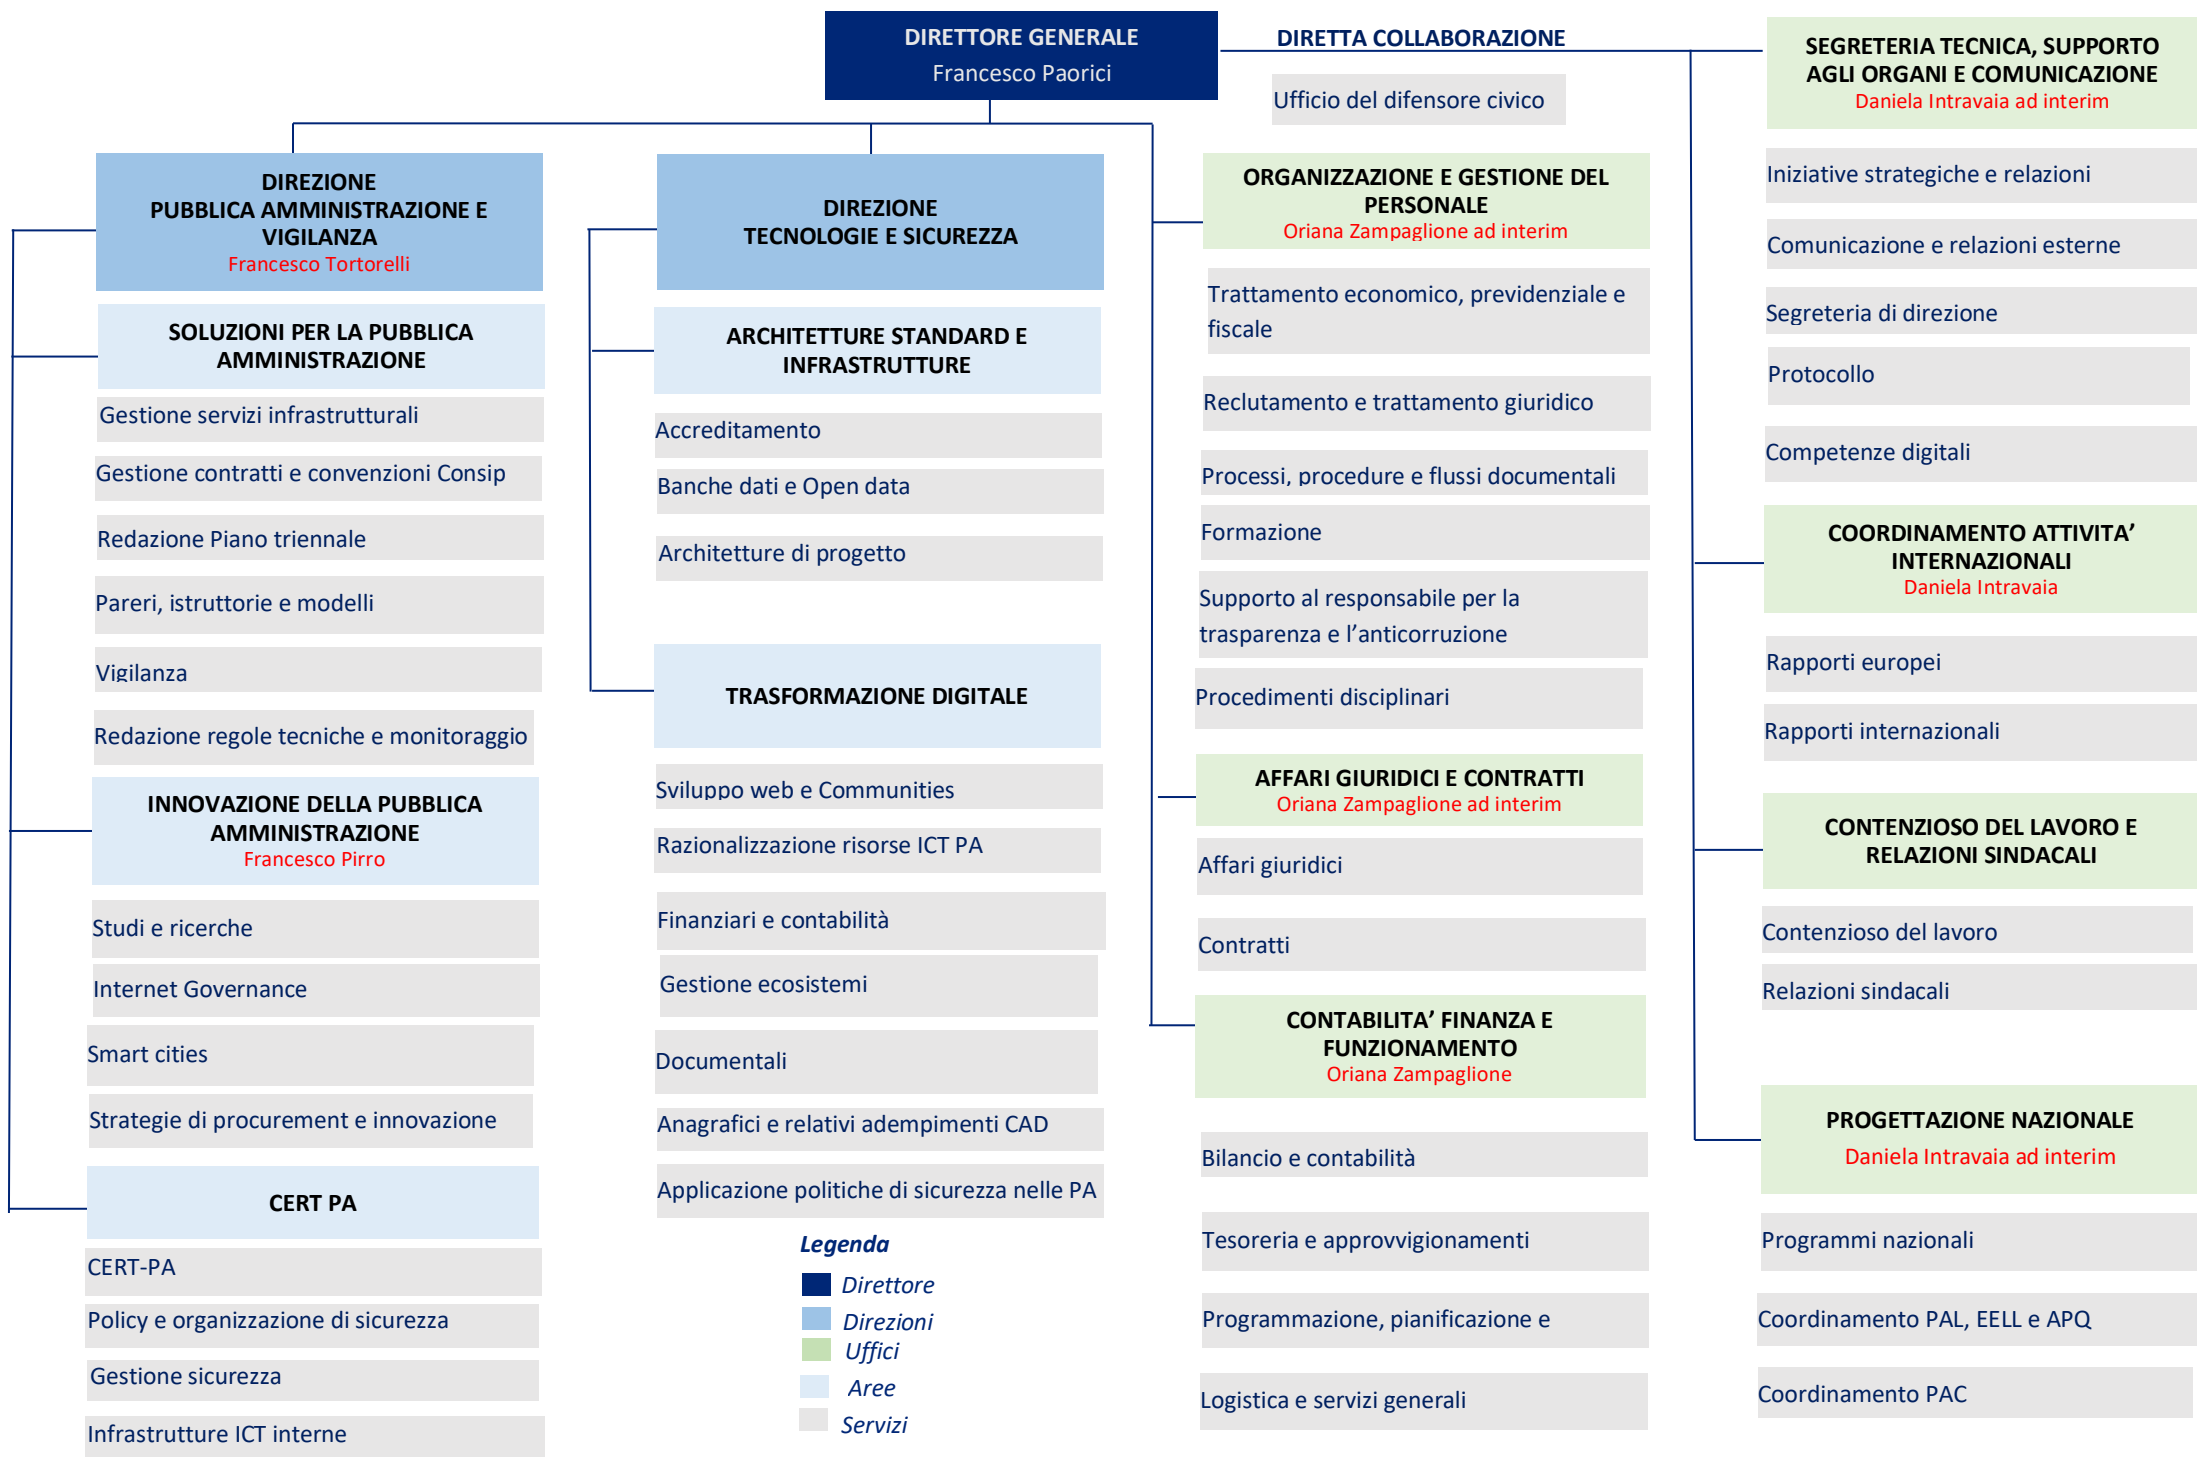 DIRETTORE GENERALE
Francesco Paorici
DIRETTA COLLABORAZIONE
Ufficio del difensore civico
DIREZIONE
PUBBLICA AMMINISTRAZIONE E
VIGILANZA
Francesco Tortorelli
SOLUZIONI PER LA PUBBLICA
AMMINISTRAZIONE
Gestione servizi infrastrutturali
Gestione contratti e convenzioni Consip
Redazione Piano triennale
Pareri, istruttorie e modelli
Vigilanza
Redazione regole tecniche e monitoraggio
INNOVAZIONE DELLA PUBBLICA
AMMINISTRAZIONE
Francesco Pirro
Studi e ricerche
Internet Governance
Smart cities
Strategie di procurement e innovazione
CERT PA
CERT-PA
Policy e organizzazione di sicurezza
Gestione sicurezza
Infrastrutture ICT interne
DIREZIONE
TECNOLOGIE E SICUREZZA
ARCHITETTURE STANDARD E
INFRASTRUTTURE
Accreditamento
Banche dati e Open data
Architetture di progetto
TRASFORMAZIONE DIGITALE
Sviluppo web e Communities
Razionalizzazione risorse ICT PA
Finanziari e contabilità
Gestione ecosistemi
Documentali
Anagrafici e relativi adempimenti CAD
Applicazione politiche di sicurezza nelle PA
Legenda
Direttore
Direzioni
Uffici
Aree
Servizi
ORGANIZZAZIONE E GESTIONE DEL
PERSONALE
Oriana Zampaglione ad interim
Trattamento economico, previdenziale e
fiscale
Reclutamento e trattamento giuridico
Processi, procedure e flussi documentali
Formazione
Supporto al responsabile per la
trasparenza e l’anticorruzione
Procedimenti disciplinari
AFFARI GIURIDICI E CONTRATTI
Oriana Zampaglione ad interim
Affari giuridici
Contratti
CONTABILITA’ FINANZA E
FUNZIONAMENTO
Oriana Zampaglione
Bilancio e contabilità
Tesoreria e approvvigionamenti
Programmazione, pianificazione e
Logistica e servizi generali
SEGRETERIA TECNICA, SUPPORTO
AGLI ORGANI E COMUNICAZIONE
Daniela Intravaia ad interim
Iniziative strategiche e relazioni
Comunicazione e relazioni esterne
Segreteria di direzione
Protocollo
Competenze digitali
COORDINAMENTO ATTIVITA’
INTERNAZIONALI
Daniela Intravaia
Rapporti europei
Rapporti internazionali
CONTENZIOSO DEL LAVORO E
RELAZIONI SINDACALI
Contenzioso del lavoro
Relazioni sindacali
PROGETTAZIONE NAZIONALE
Daniela Intravaia ad interim
Programmi nazionali
Coordinamento PAL, EELL e APQ
Coordinamento PAC